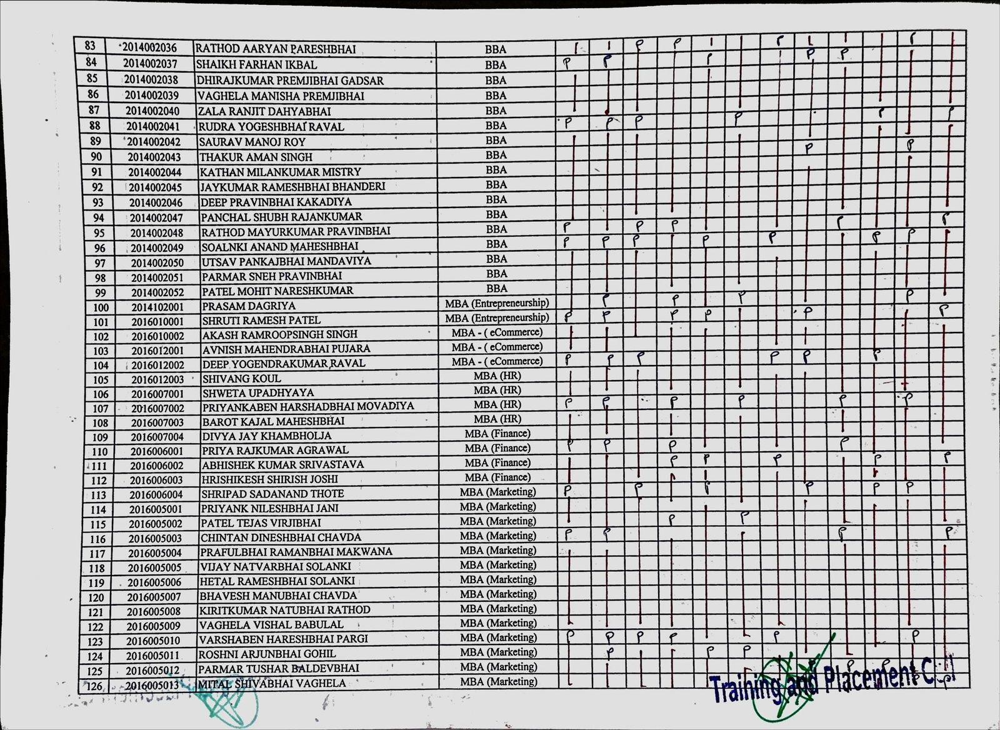 83 2014002036 RATHOD AARYAN PARESHBHAI BBA P P P P
84 2014002037 SHAIKH FARHAN IKBAL BBA P P P P P
85 2014002038 DHIRAJKUMAR PREMJIBHAI GADSAR BBA
86 2014002039 VAGHELA MANISHA PREMJIBHAI BBA
87 2014002040 ZALA RANJIT DAHYABHAI BBA
88 2014002041 RUDRA YOGESHBHAI RAVAL BBA P P P P P P
89 2014002042 SAURAV MANOJ ROY BBA
90 2014002043 THAKUR AMAN SINGH BBA P P
91 2014002044 KATHAN MILANKUMAR MISTRY BBA
92 2014002045 JAYKUMAR RAMESHBHAI BHANDERI BBA
93 2014002046 DEEP PRAVINBHAI KAKADIYA BBA
94 2014002047 PANCHAL SHUBH RAJANKUMAR BBA
95 2014002048 RATHOD MAYURKUMAR PRAVINBHAI BBA P P P P P
96 2014002049 SOALNKI ANAND MAHESHBHAI BBA P P P P P P P
97 2014002050 UTSAV PANKAJBHAI MANDAVIYA BBA
98 2014002051 PARMAR SNEH PRAVINBHAI BBA
99 2014002052 PATEL MOHIT NARESHKUMAR BBA
100 2014102001 PRASAM DAGRIYA MBA (Entrepreneurship) P P P P
101 2016010001 SHRUTI RAMESH PATEL MBA (Entrepreneurship) P P P P P P
102 2016010002 AKASH RAMROOPSINGH SINGH MBA - ( eCommerce)
103 2016012001 AVNISH MAHENDRABHAI PUJARA MBA - ( eCommerce)
104 2016012002 DEEP YOGENDRAKUMAR RAVAL MBA - ( eCommerce) P P P P P P
105 2016012003 SHIVANG KOUL MBA (HR)
106 2016007001 SHWETA UPADHYAYA MBA (HR)
107 2016007002 PRIYANKABEN HARSHADBHAI MOVADIYA MBA (HR) P P P P P P
108 2016007003 BAROT KAJAL MAHESHBHAI MBA (HR)
109 2016007004 DIVYA JAY KHAMBHOLJA MBA (Finance)
110 2016006001 PRIYA RAJKUMAR AGRAWAL MBA (Finance) P P P P
111 2016006002 ABHISHEK KUMAR SRIVASTAVA MBA (Finance) P P P P P
112 2016006003 HRISHIKESH SHIRISH JOSHI MBA (Finance)
113 2016006004 SHRIPAD SADANAND THOTE MBA (Marketing) P P P P P P
114 2016005001 PRIYANK NILESHBHAI JANI MBA (Marketing)
115 2016005002 PATEL TEJAS VIRJIBHAI MBA (Marketing) P P
116 2016005003 CHINTAN DINESHBHAI CHAVDA MBA (Marketing) P P P P
117 2016005004 PRAFULBHAI RAMANBHAI MAKWANA MBA (Marketing)
118 2016005005 VIJAY NATVARBHAI SOLANKI MBA (Marketing)
119 2016005006 HETAL RAMESHBHAI SOLANKI MBA (Marketing)
120 2016005007 BHAVESH MANUBHAI CHAVDA MBA (Marketing)
121 2016005008 KIRITKUMAR NATUBHAI RATHOD MBA (Marketing)
122 2016005009 VAGHELA VISHAL BABULAL MBA (Marketing)
123 2016005010 VARSHABEN HARESHBHAI PARGI MBA (Marketing) P P P P P P
124 2016005011 ROSHNI ARJUNBHAI GOHIL MBA (Marketing) P P P
125 2016005012 PARMAR TUSHAR BALDEVBHAI MBA (Marketing) P P
126 2016005013 MITAL SHIVABHAI VAGHELA MBA (Marketing) P P
Training and Placement Cell